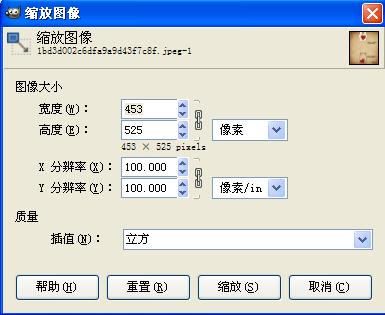 缩放图像
缩放图像
1bd3d002c6dfa9a9d43f7c8f.jpeg-1
图像大小
宽度(W): 453
高度(E): 525 像素
453 × 525 pixels
X 分辨率(X): 100.000
Y 分辨率(Y): 100.000 像素/in
质量
插值(N): 立方
帮助(H) 重置(R) 缩放(S) 取消(C)